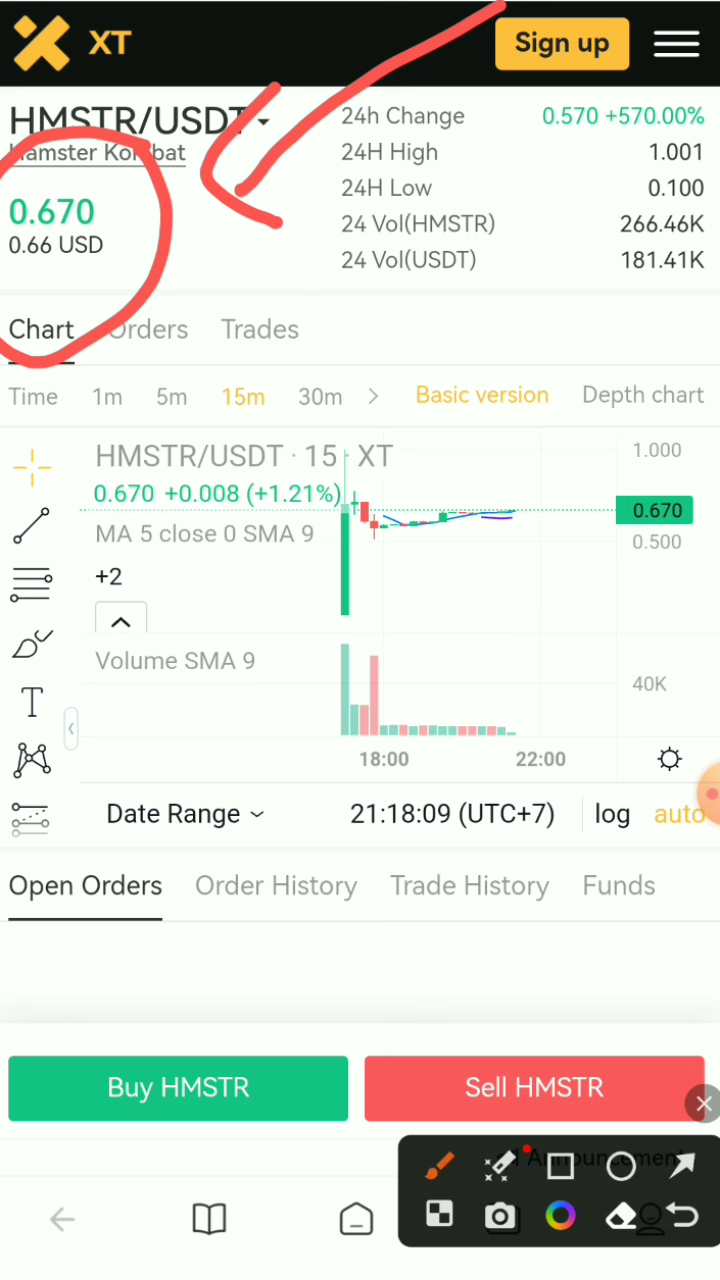 XT
Sign up
HMSTR/USDT
Hamster Kombat
0.670
0.66 USD
24h Change 0.570 +570.00%
24H High 1.001
24H Low 0.100
24 Vol(HMSTR) 266.46K
24 Vol(USDT) 181.41K
Chart Orders Trades
Time 1m 5m 15m 30m Basic version Depth chart
HMSTR/USDT · 15 · XT
0.670 +0.008 (+1.21%)
MA 5 close 0 SMA 9
+2
1.000
0.670
0.500
Volume SMA 9
40K
18:00 22:00
Date Range 21:18:09 (UTC+7) log auto
Open Orders Order History Trade History Funds
Buy HMSTR Sell HMSTR